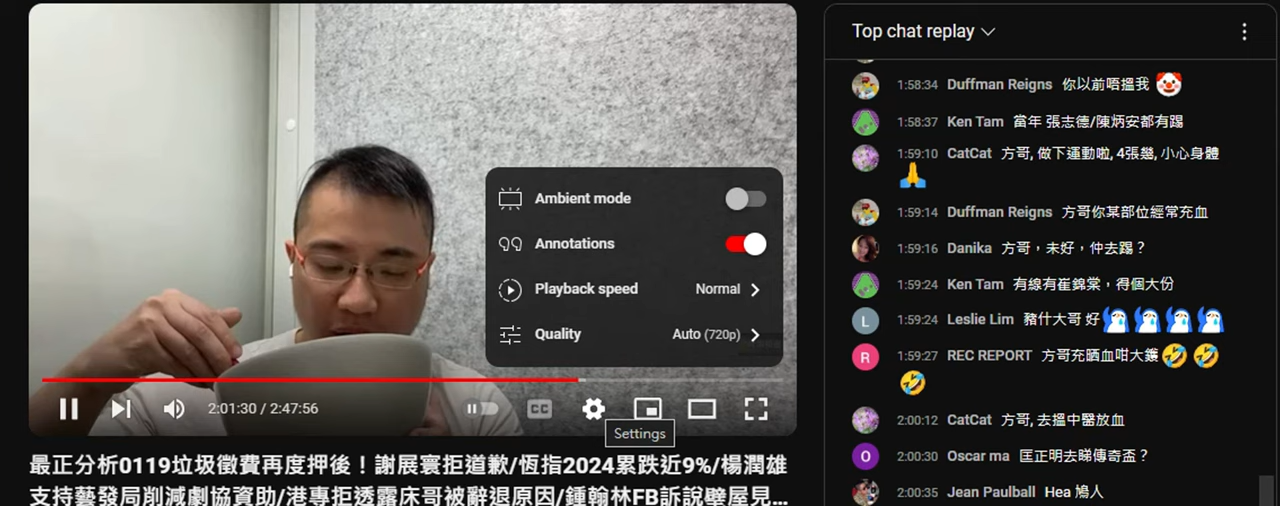 Ambient mode
Annotations
Playback speed Normal
Quality Auto (720p)
2:01:30 / 2:47:56
CC
Settings
最正分析0119垃圾徵費再度押後！謝展寰拒道歉/恆指2024累跌近9%/楊潤雄
支持藝發局削減劇協資助/港專拒透露床哥被辭退原因/鍾翰林FB訴說壁屋見...
Top chat replay
1:58:34 Duffman Reigns 你以前唔搵我 🤡
1:58:37 Ken Tam 當年 張志德/陳炳安都有踢
1:59:10 CatCat 方哥, 做下運動啦, 4張幾, 小心身體
🙏
1:59:14 Duffman Reigns 方哥你某部位經常充血
1:59:16 Danika 方哥，未好，仲去踢？
1:59:24 Ken Tam 有線有崔錦棠，得個大份
L 1:59:24 Leslie Lim 豬什大哥 好
R 1:59:27 REC REPORT 方哥充晒血咁大鑊 🤣 🤣
🤣
2:00:12 CatCat 方哥, 去搵中醫放血
O 2:00:30 Oscar ma 匡正明去睇傳奇盃？
2:00:35 Jean Paulball Hea 鳩人